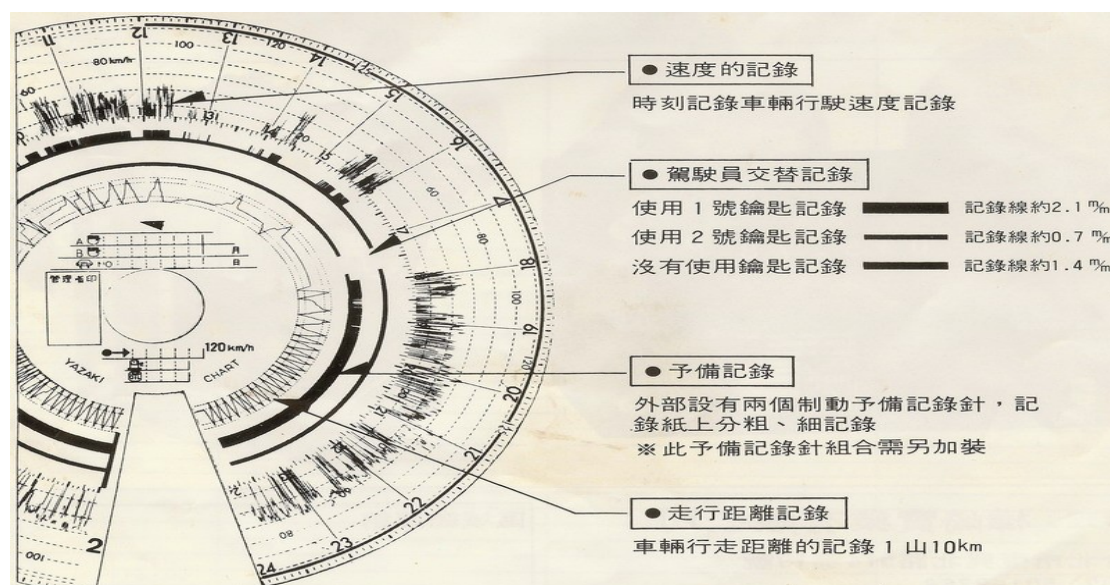 ● 速度的記錄
時刻記錄車輛行駛速度記錄
● 駕駛員交替記錄
使用1號鑰匙記錄 記錄線約2.1 m/m
使用2號鑰匙記錄 記錄線約0.7 m/m
沒有使用鑰匙記錄 記錄線約1.4 m/m
● 予備記錄
外部設有兩個制動予備記錄針，記
錄紙上分粗、細記錄
※此予備記錄針組合需另加裝
● 走行距離記錄
車輛行走距離的記錄1山10km
11 12 13 14 15 16 17 18 19 20 21 22 23 24
2
80 km/h 100 120
60 80 100 120
A 月
B 日
管理者印
120 km/h
YAZAKI CHART